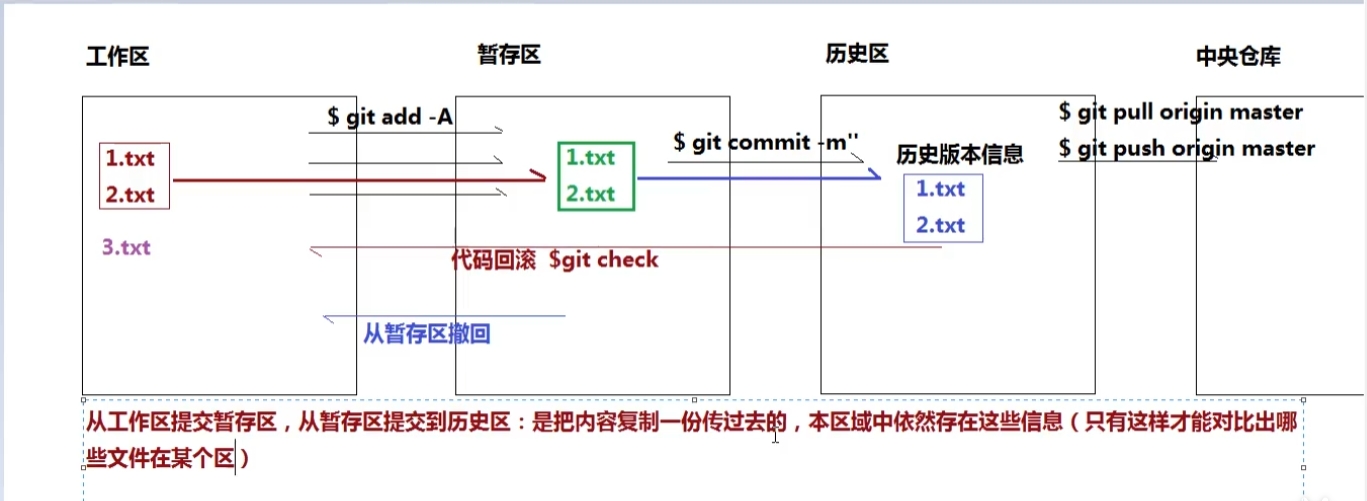 工作区
暂存区
历史区
中央仓库
$ git add -A
$ git commit -m''
$ git pull origin master
$ git push origin master
1.txt
2.txt
3.txt
1.txt
2.txt
历史版本信息
1.txt
2.txt
代码回滚 $git check
从暂存区撤回
从工作区提交暂存区，从暂存区提交到历史区：是把内容复制一份传过去的，本区域中依然存在这些信息（只有这样才能对比出哪
些文件在某个区）